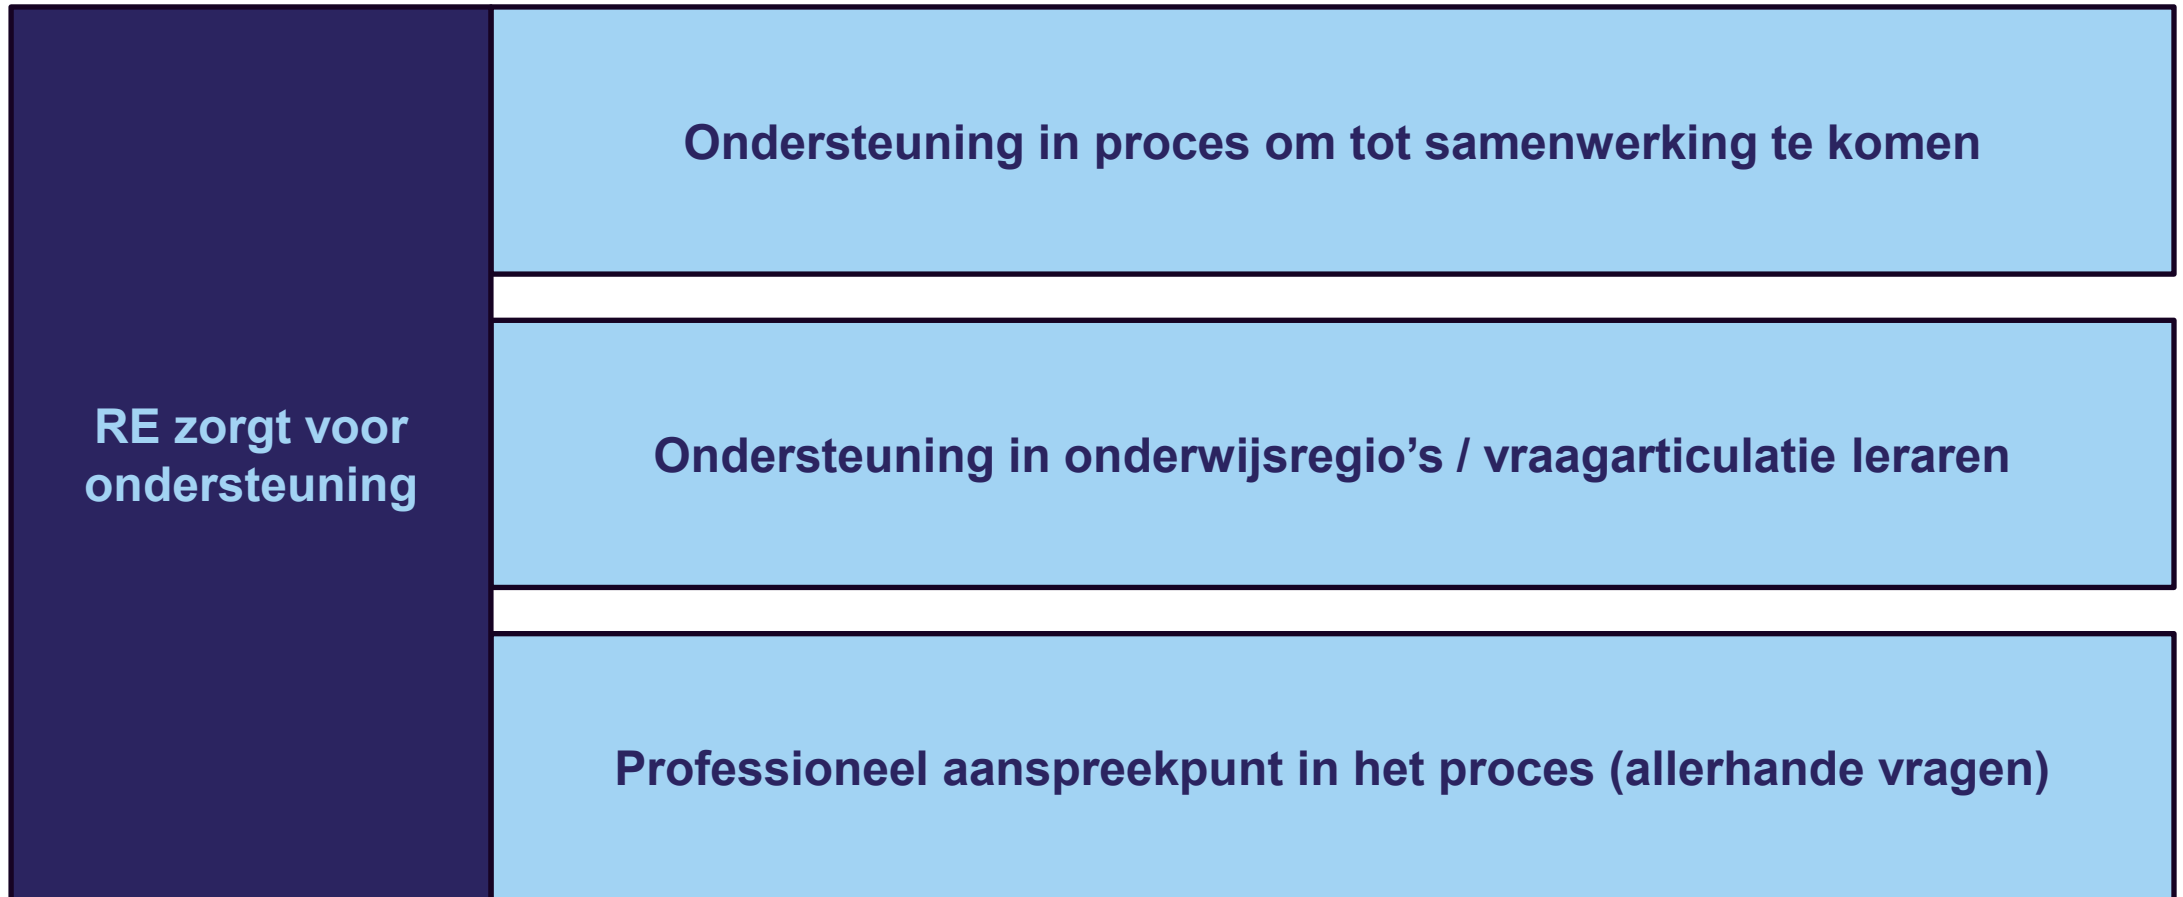 RE zorgt voor
ondersteuning
Ondersteuning in proces om tot samenwerking te komen
Ondersteuning in onderwijsregio’s / vraagarticulatie leraren
Professioneel aanspreekpunt in het proces (allerhande vragen)